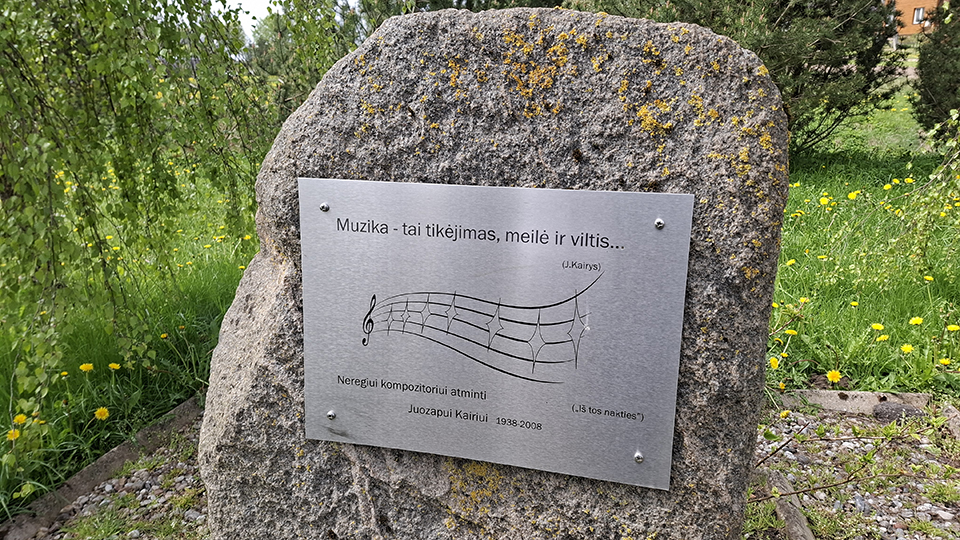 Muzika - tai tikėjimas, meilė ir viltis...
(J.Kairys)
Neregiui kompozitoriui atminti
Juozapui Kairiui 1938-2008
(„Iš tos nakties")